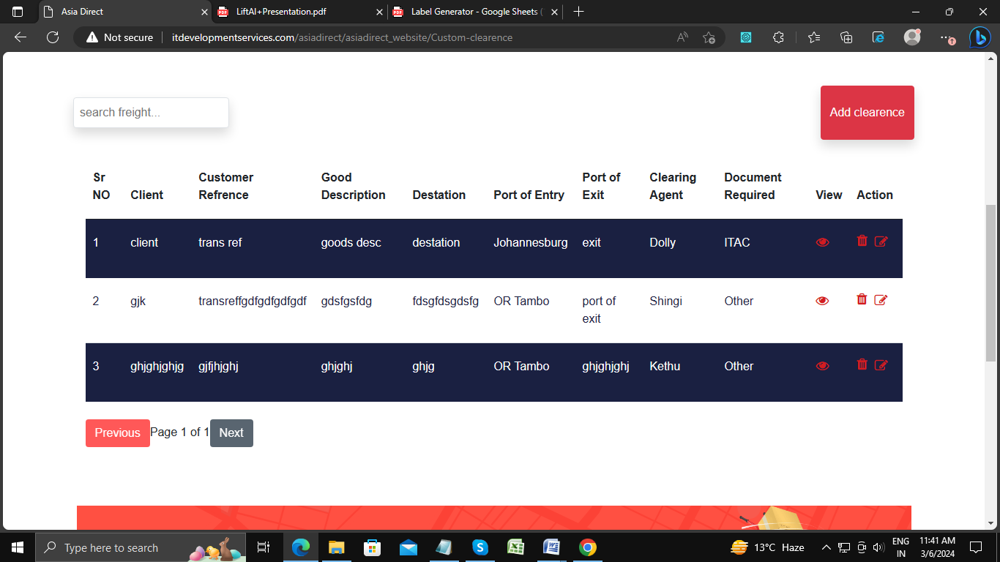 Asia Direct
LiftAI+Presentation.pdf
Label Generator - Google Sheets (
Not secure
itdevelopmentservices.com/asiadirect/asiadirect_website/Custom-clearence
1
search freight...
Add clearence
Sr NO Client Customer Refrence Good Description Destation Port of Entry Port of Exit Clearing Agent Document Required View Action
1 client trans ref goods desc destation Johannesburg exit Dolly ITAC
2 gjk transreffgdfgdfgdfgdf gdsfgsfdg fdsgfdsgdsfg OR Tambo port of exit Shingi Other
3 ghjghjghjg gjfjhjghj ghjghj ghjg OR Tambo ghjghjghj Kethu Other
Previous Page 1 of 1 Next
Type here to search
13°C Haze
ENG
IN
11:41 AM
3/6/2024